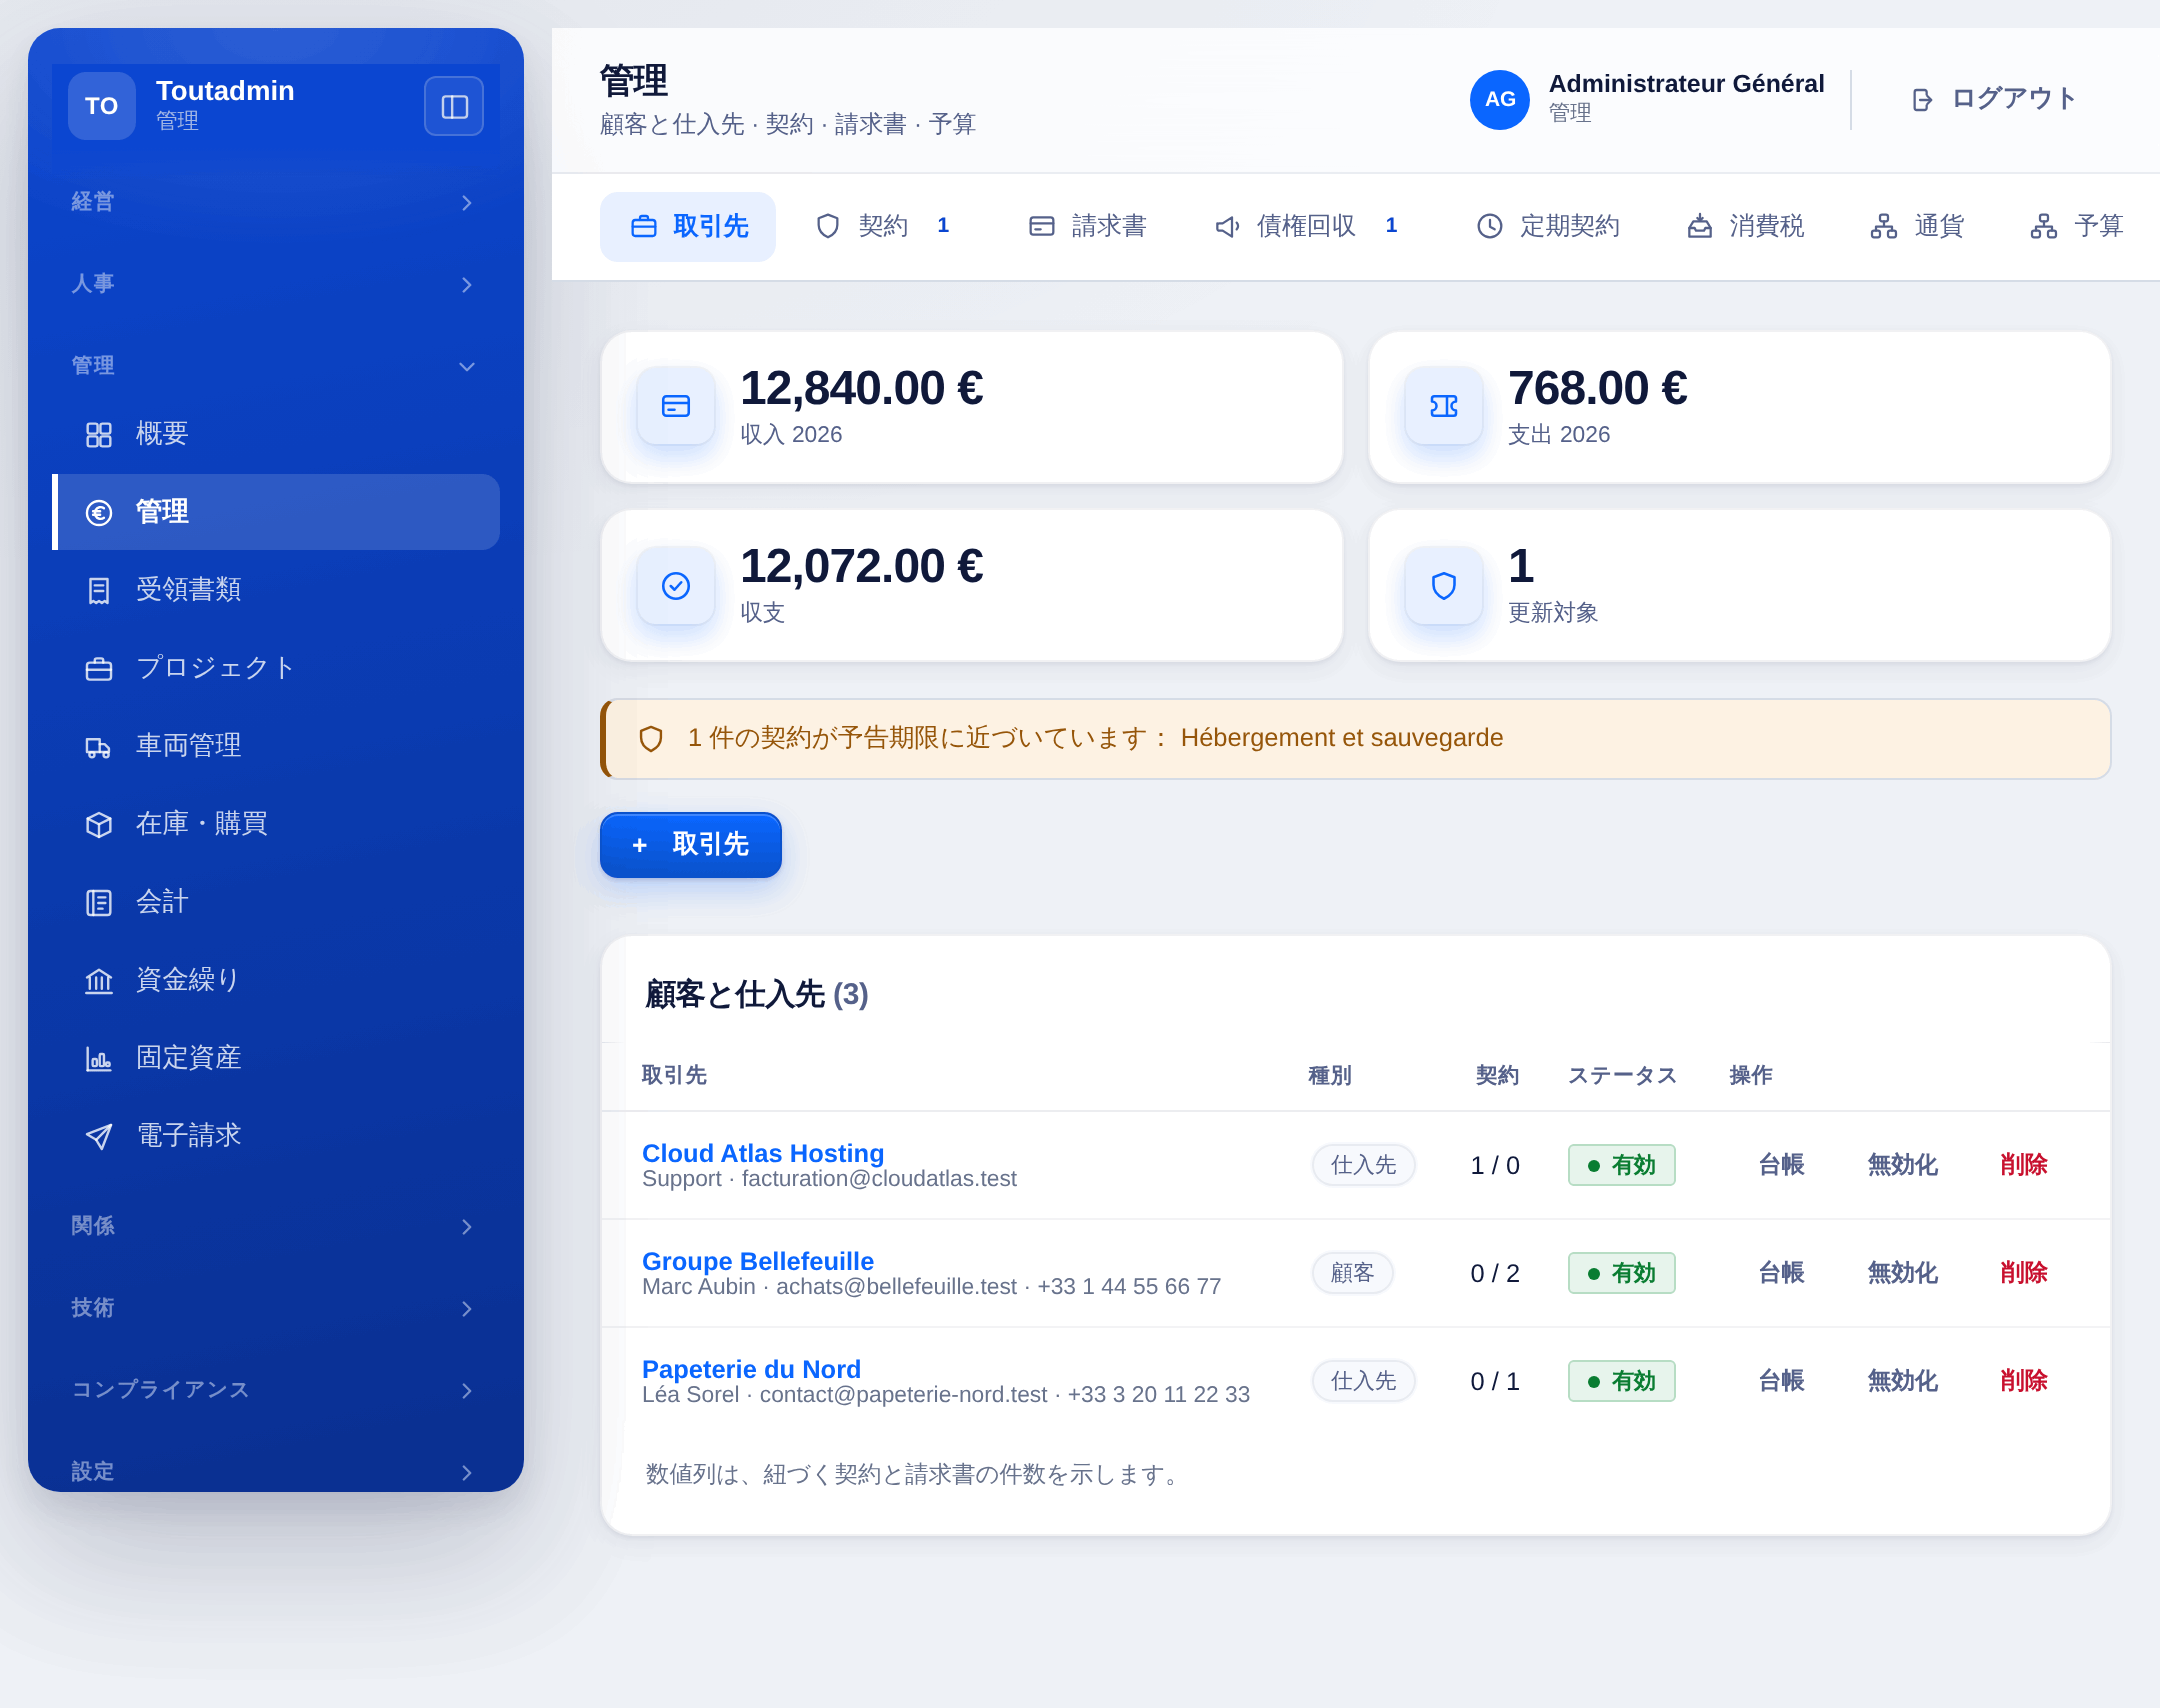 TO
Toutadmin
管理
経営
人事
管理
概要
管理
受領書類
プロジェクト
車両管理
在庫・購買
会計
資金繰り
固定資産
電子請求
関係
技術
コンプライアンス
設定
管理
顧客と仕入先 · 契約 · 請求書 · 予算
AG
Administrateur Général
管理
ログアウト
取引先
契約 1
請求書
債権回収 1
定期契約
消費税
通貨
予算
12,840.00 €
収入 2026
768.00 €
支出 2026
12,072.00 €
収支
1
更新対象
1 件の契約が予告期限に近づいています： Hébergement et sauvegarde
+ 取引先
顧客と仕入先 (3)
取引先 種別 契約 ステータス 操作
Cloud Atlas Hosting
Support · facturation@cloudatlas.test
仕入先 1 / 0 有効 台帳 無効化 削除
Groupe Bellefeuille
Marc Aubin · achats@bellefeuille.test · +33 1 44 55 66 77
顧客 0 / 2 有効 台帳 無効化 削除
Papeterie du Nord
Léa Sorel · contact@papeterie-nord.test · +33 3 20 11 22 33
仕入先 0 / 1 有効 台帳 無効化 削除
数値列は、紐づく契約と請求書の件数を示します。